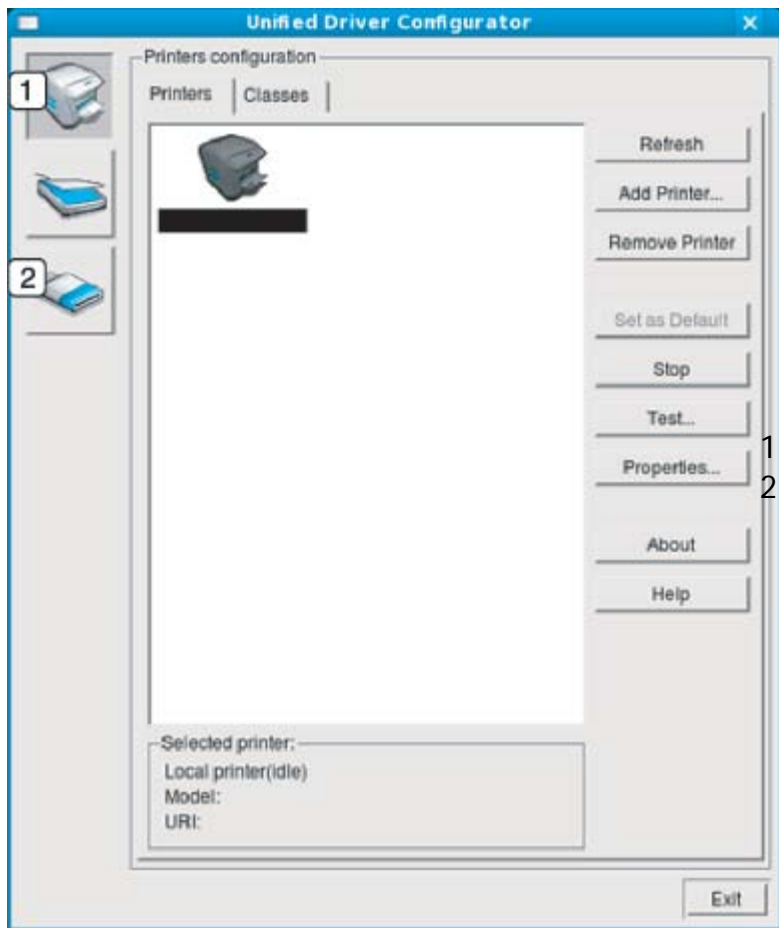 Unified Driver Configurator
Printers configuration
1
Printers
Classes
Refresh
Add Printer...
Remove Printer
2
Set as Default
Stop
Test...
1
Properties...
2
About
Help
Selected printer:
Local printer(idle)
Model:
URI:
Exit